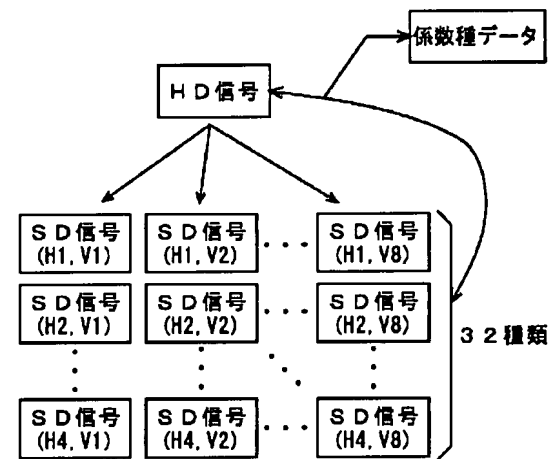 係数種データ
ＨＤ信号
ＳＤ信号
(H1, V1)
ＳＤ信号
(H1, V2)
・・・
ＳＤ信号
(H1, V8)
ＳＤ信号
(H2, V1)
ＳＤ信号
(H2, V2)
・・・
ＳＤ信号
(H2, V8)
３２種類
ＳＤ信号
(H4, V1)
ＳＤ信号
(H4, V2)
・・・
ＳＤ信号
(H4, V8)